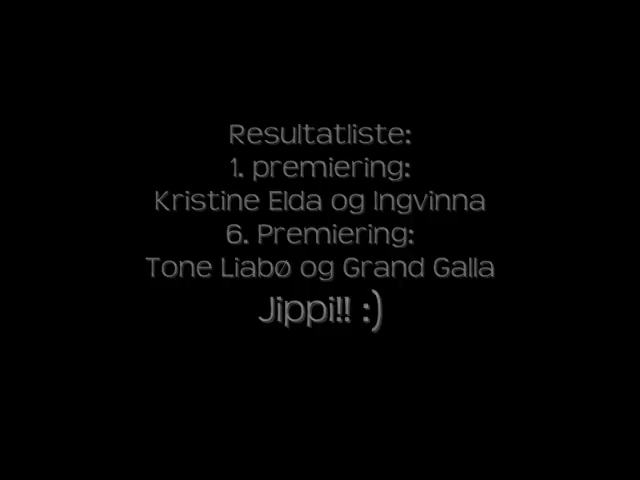 Resultatliste:
1. premiering:
Kristine Elda og Ingvinna
6. Premiering:
Tone Liabø og Grand Galla
Jippi!! :)